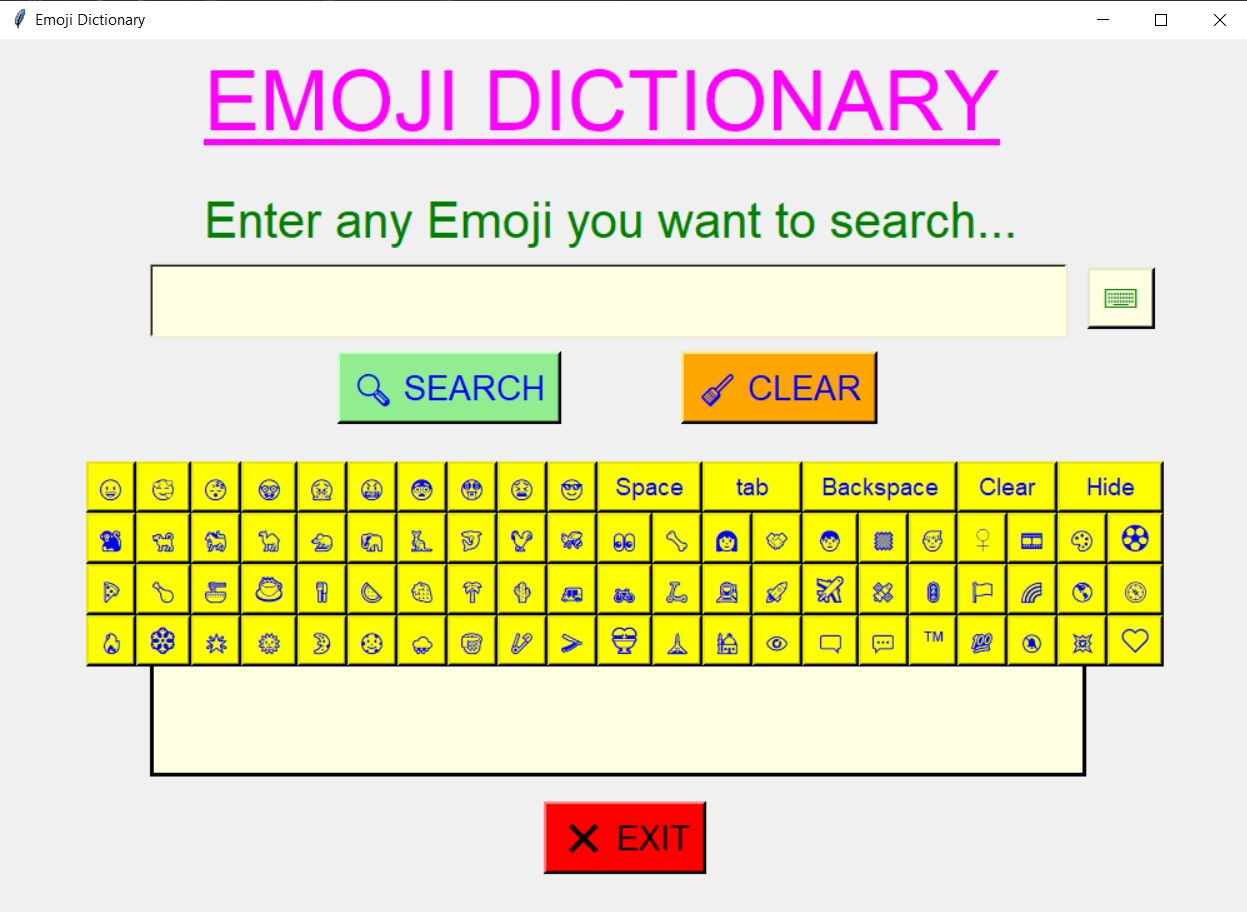 Emoji Dictionary
EMOJI DICTIONARY
Enter any Emoji you want to search...
SEARCH CLEAR
Space tab Backspace Clear Hide
TM
100
EXIT